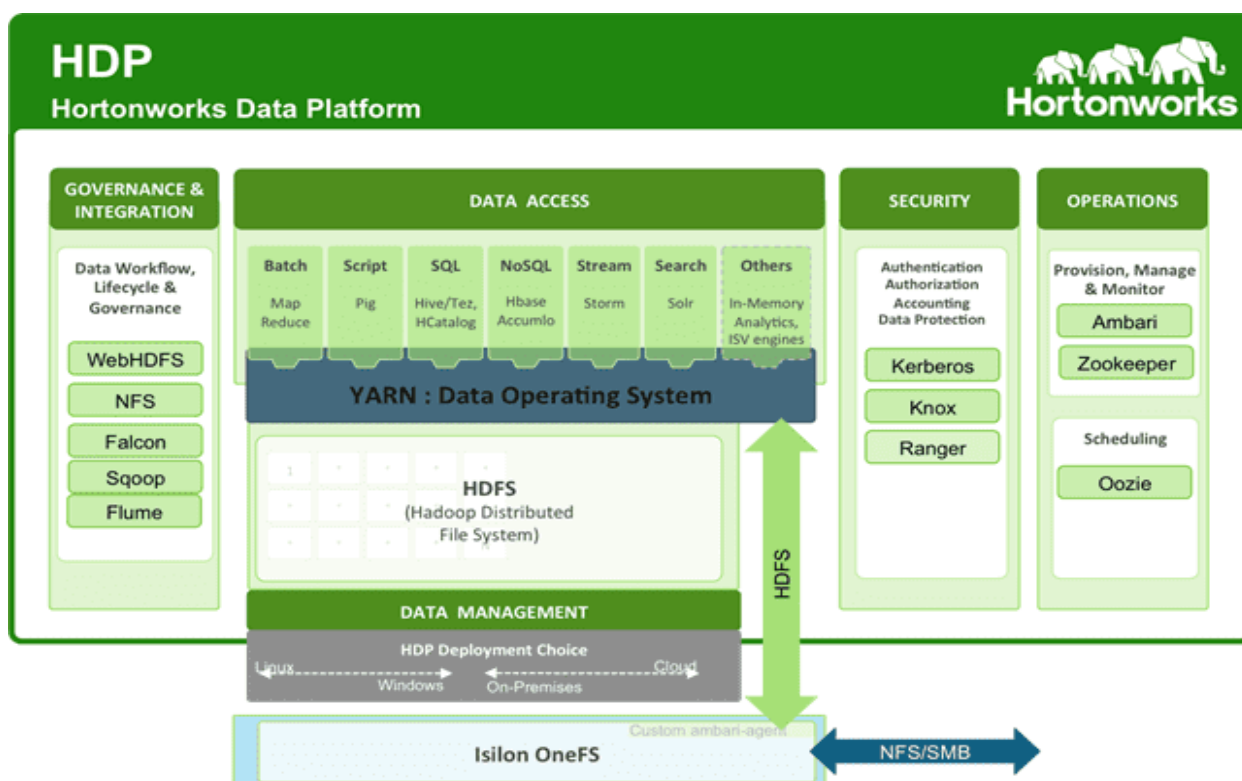 HDP
Hortonworks Data Platform
Hortonworks
GOVERNANCE &
INTEGRATION
Data Workflow,
Lifecycle &
Governance
WebHDFS
NFS
Falcon
Sqoop
Flume
DATA ACCESS
Batch
Map
Reduce
Script
Pig
SQL
Hive/Tez,
HCatalog
NoSQL
Hbase
Accumlo
Stream
Storm
Search
Solr
Others
In-Memory
Analytics,
ISV engines
YARN : Data Operating System
1
HDFS
(Hadoop Distributed
File System)
DATA MANAGEMENT
HDP Deployment Choice
Linux
Windows
On-Premises
Cloud
HDFS
SECURITY
Authentication
Authorization
Accounting
Data Protection
Kerberos
Knox
Ranger
OPERATIONS
Provision, Manage
& Monitor
Ambari
Zookeeper
Scheduling
Oozie
Custom ambari-agent
Isilon OneFS
NFS/SMB